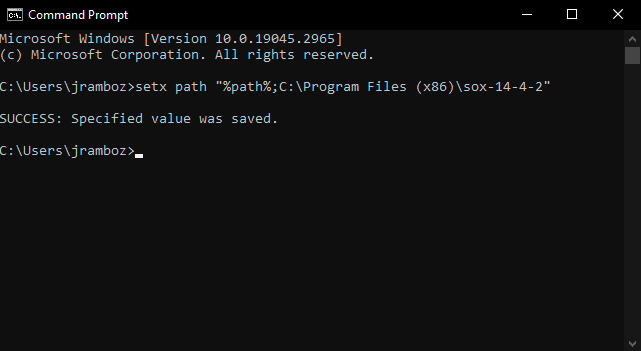 Command Prompt
Microsoft Windows [Version 10.0.19045.2965]
(c) Microsoft Corporation. All rights reserved.
C:\Users\jramboz>setx path "%path%;C:\Program Files (x86)\sox-14-4-2"
SUCCESS: Specified value was saved.
C:\Users\jramboz>